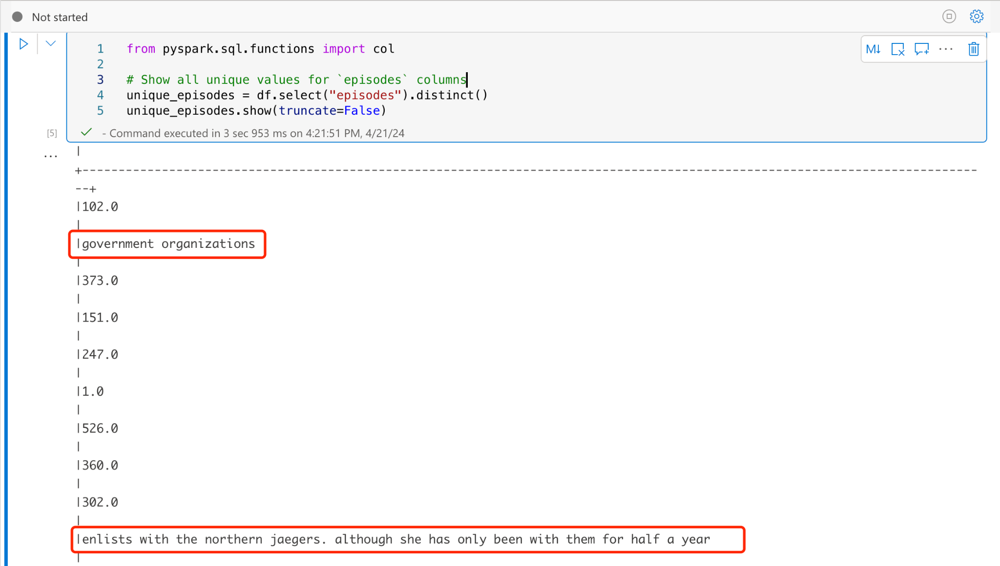 Not started
1 from pyspark.sql.functions import col
2
3 # Show all unique values for `episodes` columns
4 unique_episodes = df.select("episodes").distinct()
5 unique_episodes.show(truncate=False)
[5] - Command executed in 3 sec 953 ms on 4:21:51 PM, 4/21/24
M↓
...
|
+----------------------------------------------------------------------------------------------------------------------------
--+
|102.0
|
|government organizations
|
|373.0
|
|151.0
|
|247.0
|
|1.0
|
|526.0
|
|360.0
|
|302.0
|
|enlists with the northern jaegers. although she has only been with them for half a year
|